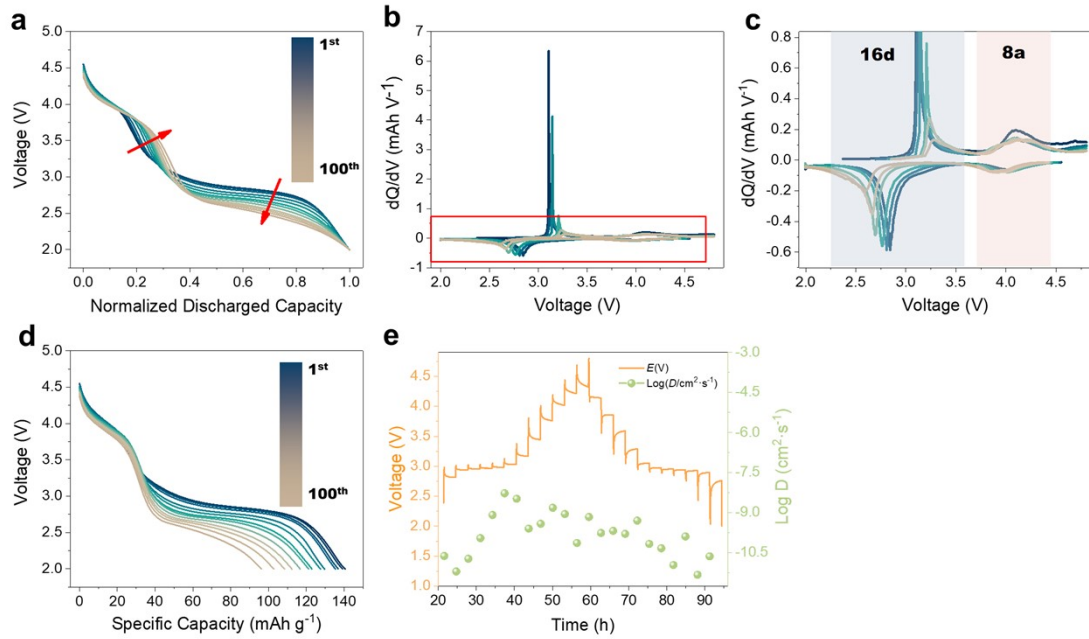 a
5.0
4.5
4.0
3.5
3.0
2.5
2.0
Voltage (V)
1st
100th
0.0 0.2 0.4 0.6 0.8 1.0
Normalized Discharged Capacity
b
7
6
5
4
3
2
1
0
-1
dQ/dV (mAh V-1)
2.0 2.5 3.0 3.5 4.0 4.5
Voltage (V)
c
0.8
0.6
0.4
0.2
0.0
-0.2
-0.4
-0.6
dQ/dV (mAh V-1)
16d
8a
2.0 2.5 3.0 3.5 4.0 4.5
Voltage (V)
d
5.0
4.5
4.0
3.5
3.0
2.5
2.0
Voltage (V)
1st
100th
0 20 40 60 80 100 120 140
Specific Capacity (mAh g-1)
e
4.5
4.0
3.5
3.0
2.5
2.0
1.5
1.0
Voltage (V)
E(V)
Log(D/cm2·s-1)
-3.0
-4.5
-6.0
-7.5
-9.0
-10.5
Log D (cm2·s-1)
20 30 40 50 60 70 80 90
Time (h)